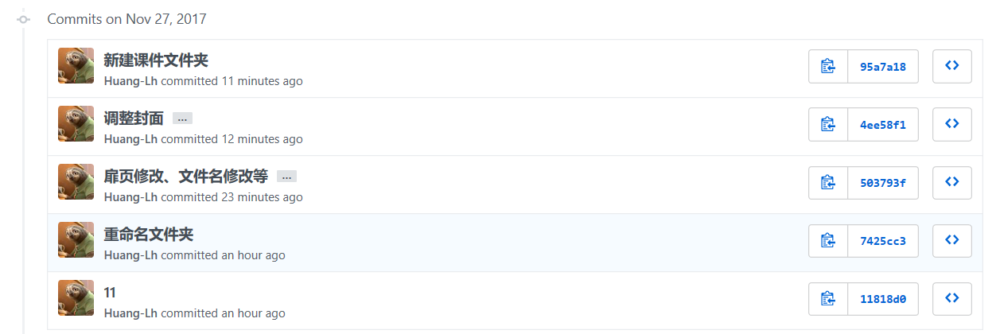 Commits on Nov 27, 2017
新建课件文件夹
Huang-Lh committed 11 minutes ago
95a7a18
调整封面 ...
Huang-Lh committed 12 minutes ago
4ee58f1
扉页修改、文件名修改等 ...
Huang-Lh committed 23 minutes ago
503793f
重命名文件夹
Huang-Lh committed an hour ago
7425cc3
11
Huang-Lh committed an hour ago
11818d0